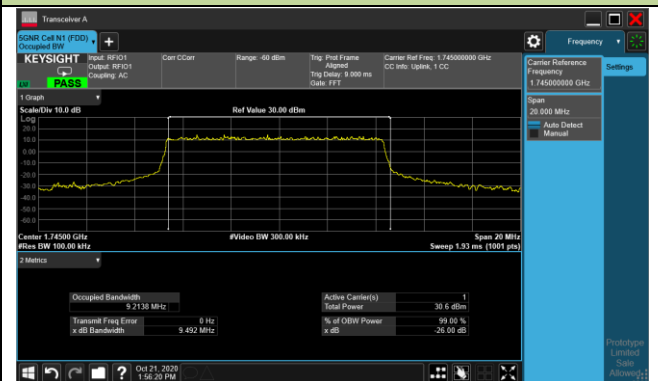 Transceiver A
5GNR Cell N1 (FDD)
Occupied BW
Frequency
KEYSIGHT
Input: RFIO1
Output: RFIO1
Coupling: AC
Corr CCorr
Range: -60 dBm
Trig: Prot Frame
Aligned
Trig Delay: 9.000 ms
Gate: FFT
Carrier Ref Freq: 1.745000000 GHz
CC Info: Uplink, 1 CC
PASS
Carrier Reference
Frequency
1.745000000 GHz
Settings
Span
20.000 MHz
Auto Detect
Manual
1 Graph
Scale/Div 10.0 dB
Ref Value 30.00 dBm
Log
20.0
10.0
0.00
-10.0
-20.0
-30.0
-40.0
-50.0
-60.0
Center 1.74500 GHz
#Video BW 300.00 kHz
Span 20 MHz
#Res BW 100.00 kHz
Sweep 1.93 ms (1001 pts)
2 Metrics
Occupied Bandwidth
9.2138 MHz
Active Carrier(s) 1
Total Power 30.6 dBm
Transmit Freq Error 0 Hz
x dB Bandwidth 9.492 MHz
% of OBW Power 99.00 %
x dB -26.00 dB
Prototype
Limited
Sale
Allowed
Oct 21, 2020
1:56:20 PM